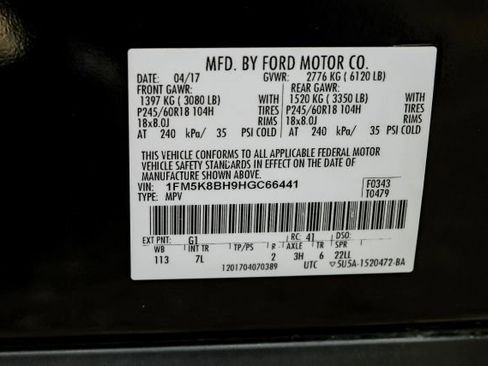 MFD. BY FORD MOTOR CO.
DATE: 04/17 GVWR: 2776 KG ( 6120 LB)
FRONT GAWR: REAR GAWR:
1397 KG ( 3080 LB) WITH 1520 KG ( 3350 LB) WITH
P245/60R18 104H TIRES P245/60R18 104H TIRES
18x8.0J RIMS 18x8.0J RIMS
AT 240 kPa/ 35 PSI COLD AT 240 kPa/ 35 PSI COLD
THIS VEHICLE CONFORMS TO ALL APPLICABLE FEDERAL MOTOR
VEHICLE SAFETY STANDARDS IN EFFECT ON THE DATE OF
MANUFACTURE SHOWN ABOVE.
VIN: 1FM5K8BH9HGC66441 F0343
TYPE: MPV T0479
EXT PNT: G1 RC: 41 DSO:
WB INT TR TP/PS R AXLE TR SPR
113 7L 2 3H 6 22LL
1201704070389 UTC 5U5A-1520472-BA